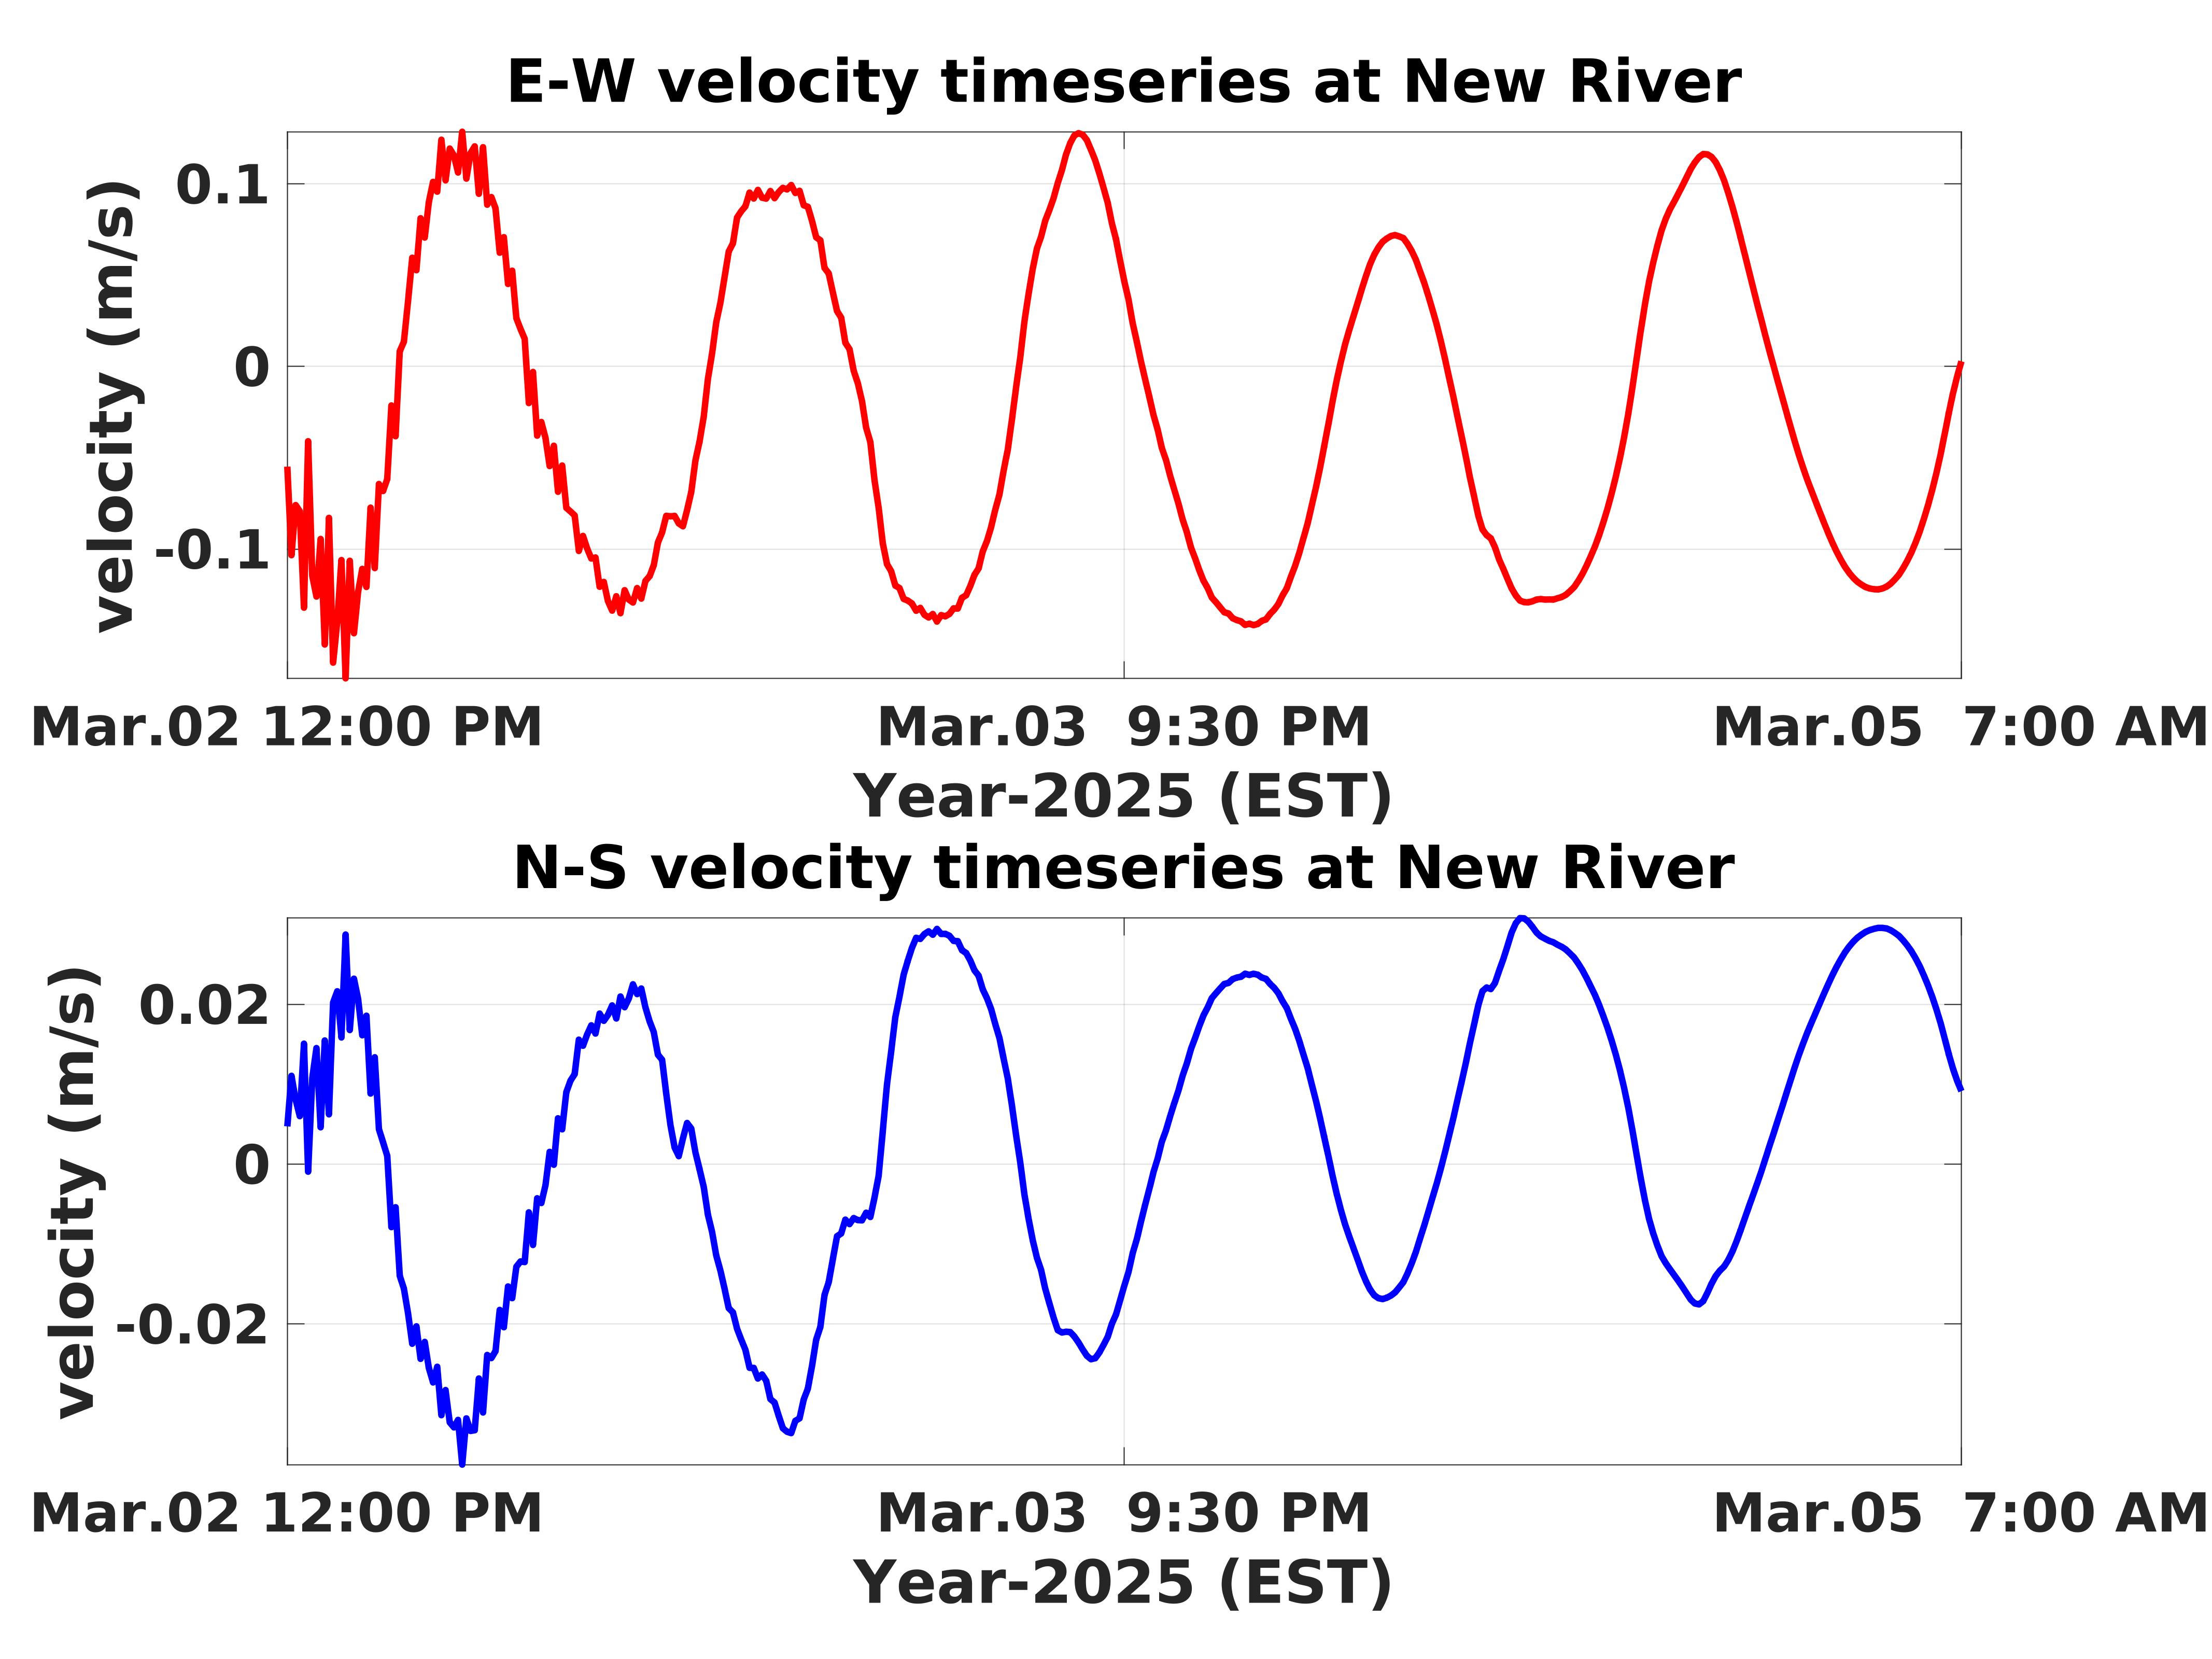 E-W velocity timeseries at New River
velocity (m/s)
0.1
0
-0.1
Mar.02 12:00 PM
Mar.03 9:30 PM
Mar.05 7:00 AM
Year-2025 (EST)
N-S velocity timeseries at New River
velocity (m/s)
0.02
0
-0.02
Mar.02 12:00 PM
Mar.03 9:30 PM
Mar.05 7:00 AM
Year-2025 (EST)